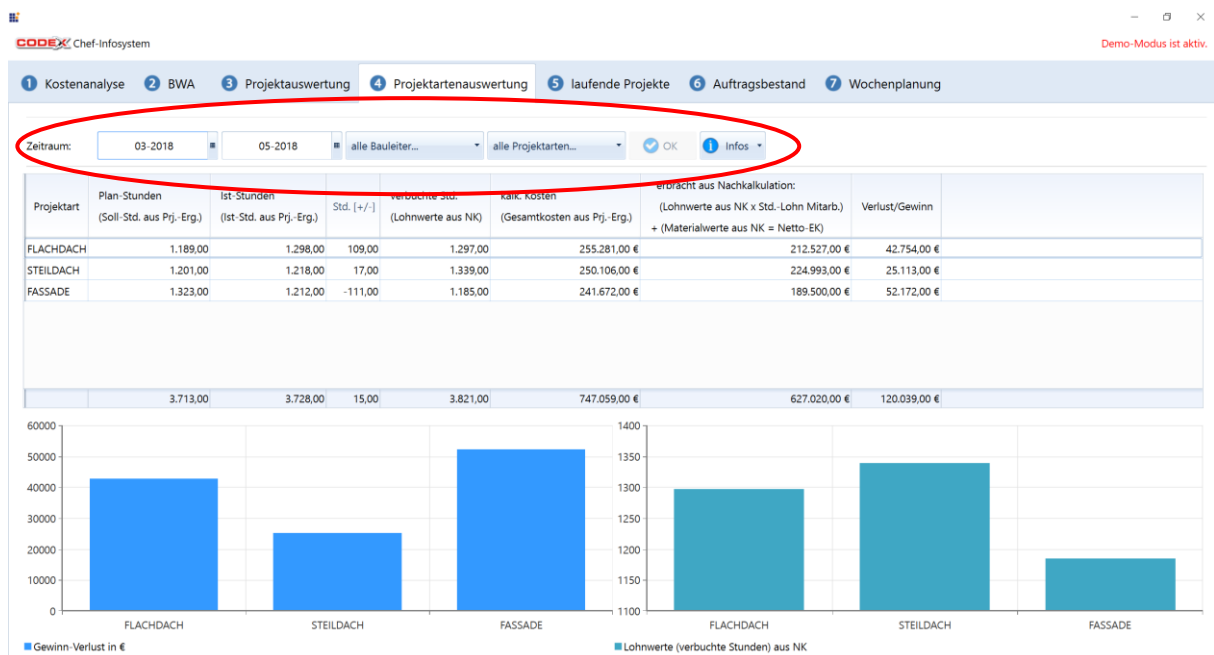 CODEX Chef-Infosystem
Demo-Modus ist aktiv.
1 Kostenanalyse 2 BWA 3 Projektauswertung 4 Projektartenauswertung 5 laufende Projekte 6 Auftragsbestand 7 Wochenplanung
Zeitraum: 03-2018 05-2018 alle Bauleiter... alle Projektarten... OK i Infos
Projektart
Plan-Stunden
(Soll-Std. aus Prj.-Erg.)
Ist-Stunden
(Ist-Std. aus Prj.-Erg.)
Std. [+/-]
verbuchte Std.
(Lohnwerte aus NK)
kalk. Kosten
(Gesamtkosten aus Prj.-Erg.)
erbracht aus Nachkalkulation:
(Lohnwerte aus NK x Std.-Lohn Mitarb.)
+ (Materialwerte aus NK = Netto-EK)
Verlust/Gewinn
FLACHDACH 1.189,00 1.298,00 109,00 1.297,00 255.281,00 € 212.527,00 € 42.754,00 €
STEILDACH 1.201,00 1.218,00 17,00 1.339,00 250.106,00 € 224.993,00 € 25.113,00 €
FASSADE 1.323,00 1.212,00 -111,00 1.185,00 241.672,00 € 189.500,00 € 52.172,00 €
3.713,00 3.728,00 15,00 3.821,00 747.059,00 € 627.020,00 € 120.039,00 €
60000
50000
40000
30000
20000
10000
0
FLACHDACH STEILDACH FASSADE
Gewinn-Verlust in €
1400
1350
1300
1250
1200
1150
1100
FLACHDACH STEILDACH FASSADE
Lohnwerte (verbuchte Stunden) aus NK